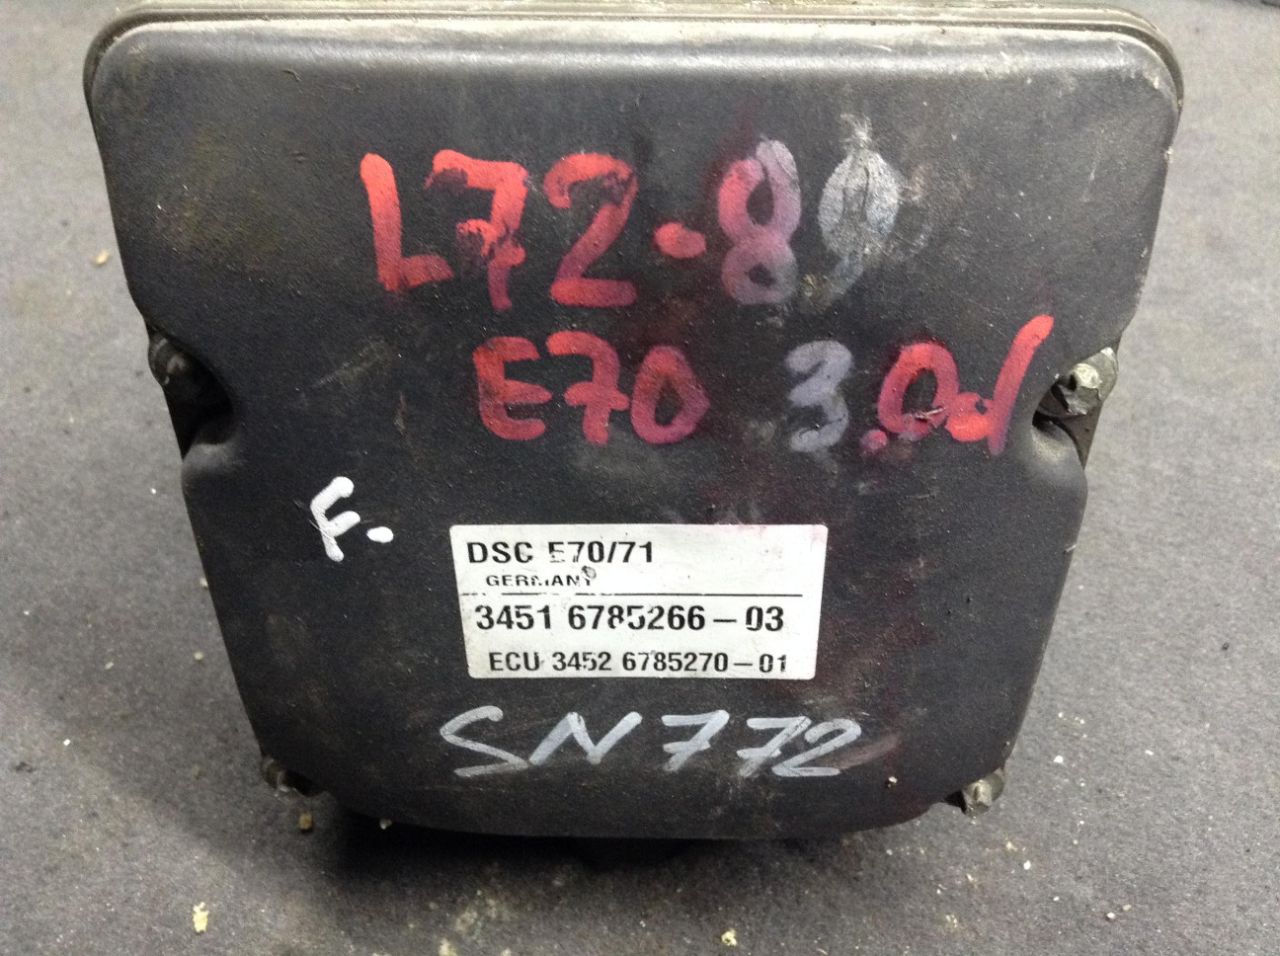 L72-89
E70 3.0d
F.
DSC E70/71
GERMANY
3451 6785266-03
ECU 3452 6785270-01
SN772